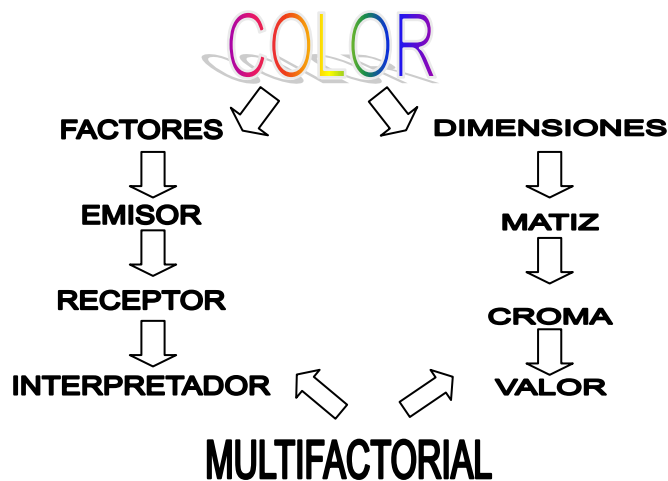 COLOR
FACTORES
DIMENSIONES
EMISOR
MATIZ
RECEPTOR
CROMA
INTERPRETADOR
VALOR
MULTIFACTORIAL